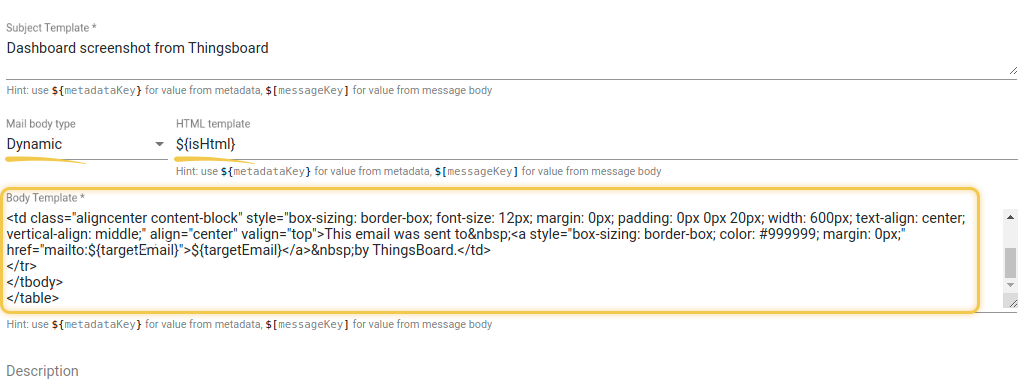 Subject Template *
Dashboard screenshot from Thingsboard
Hint: use ${metadataKey} for value from metadata, $[messageKey] for value from message body
Mail body type
HTML template
Dynamic
${isHtml}
Hint: use ${metadataKey} for value from metadata, $[messageKey] for value from message body
Body Template *
<td class="aligncenter content-block" style="box-sizing: border-box; font-size: 12px; margin: 0px; padding: 0px 0px 20px; width: 600px; text-align: center;
vertical-align: middle;" align="center" valign="top">This email was sent to&nbsp;<a style="box-sizing: border-box; color: #999999; margin: 0px;"
href="mailto:${targetEmail}">${targetEmail}</a>&nbsp;by ThingsBoard.</td>
</tr>
</tbody>
</table>
Hint: use ${metadataKey} for value from metadata, $[messageKey] for value from message body
Description